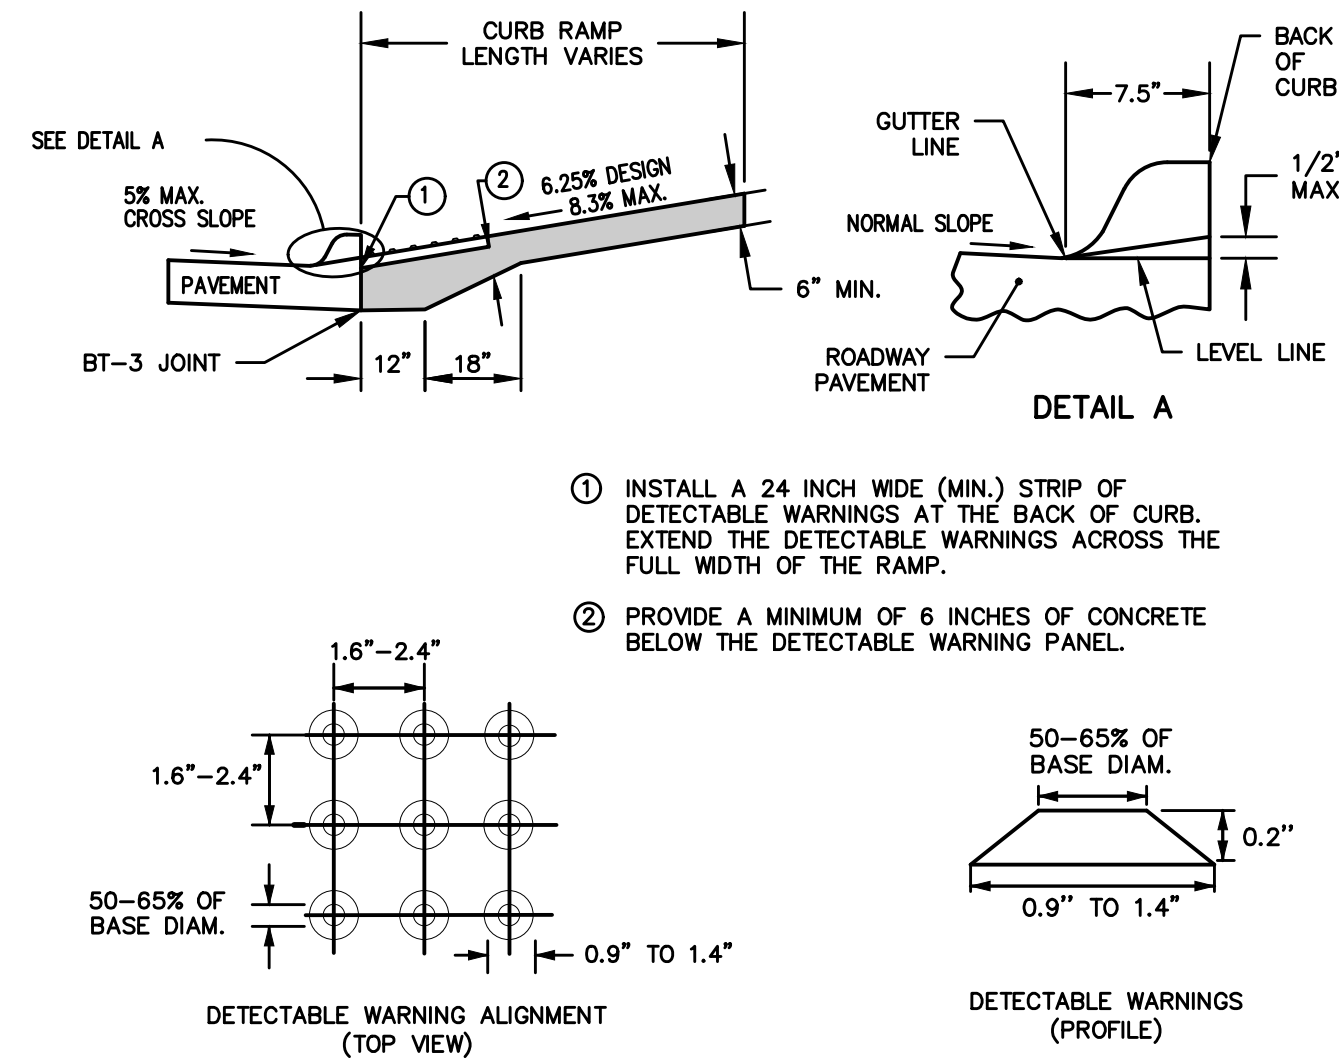 CURB RAMP
LENGTH VARIES
SEE DETAIL A
5% MAX.
CROSS SLOPE
1
2
6.25% DESIGN
8.3% MAX.
PAVEMENT
6" MIN.
BT-3 JOINT
12"
18"
BACK
OF
CURB
7.5"
GUTTER
LINE
1/2"
MAX
NORMAL SLOPE
ROADWAY
PAVEMENT
LEVEL LINE
DETAIL A
1 INSTALL A 24 INCH WIDE (MIN.) STRIP OF
DETECTABLE WARNINGS AT THE BACK OF CURB.
EXTEND THE DETECTABLE WARNINGS ACROSS THE
FULL WIDTH OF THE RAMP.
2 PROVIDE A MINIMUM OF 6 INCHES OF CONCRETE
BELOW THE DETECTABLE WARNING PANEL.
1.6"-2.4"
1.6"-2.4"
50-65% OF
BASE DIAM.
0.9" TO 1.4"
DETECTABLE WARNING ALIGNMENT
(TOP VIEW)
50-65% OF
BASE DIAM.
0.2"
0.9" TO 1.4"
DETECTABLE WARNINGS
(PROFILE)